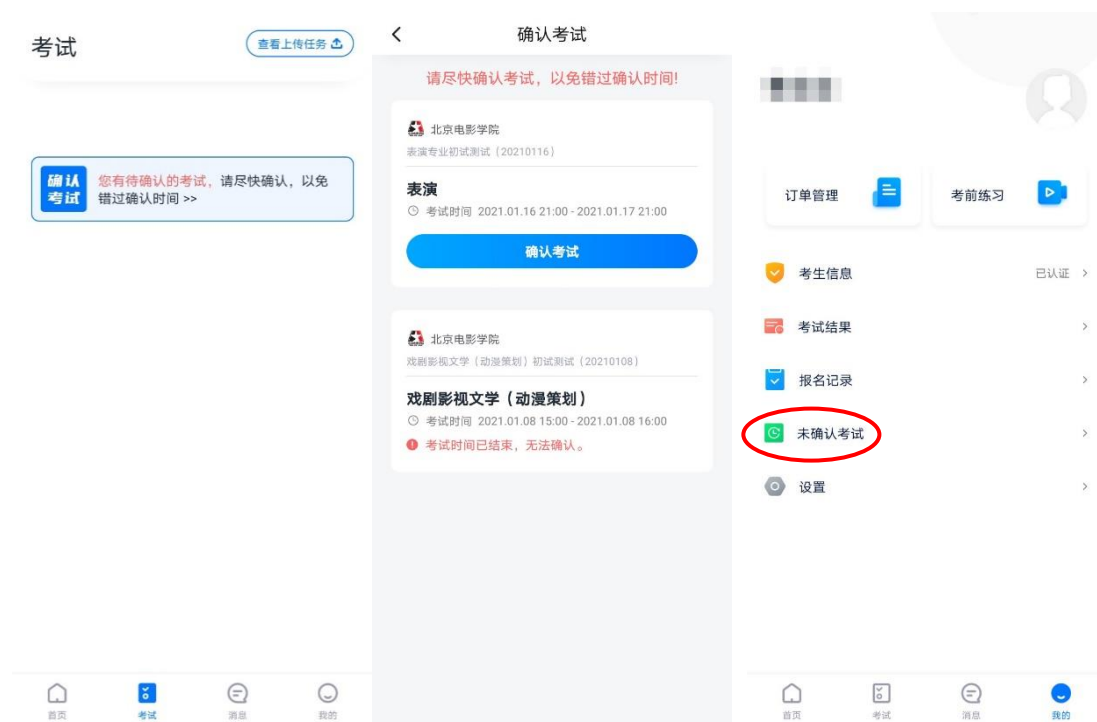 考试
查看上传任务
确认
考试
您有待确认的考试，请尽快确认，以免
错过确认时间 >>
首页
考试
消息
我的
确认考试
请尽快确认考试，以免错过确认时间!
北京电影学院
表演专业初试测试（20210116）
表演
考试时间 2021.01.16 21:00 - 2021.01.17 21:00
确认考试
北京电影学院
戏剧影视文学（动漫策划）初试测试（20210108）
戏剧影视文学（动漫策划）
考试时间 2021.01.08 15:00 - 2021.01.08 16:00
考试时间已结束，无法确认。
订单管理
考前练习
考生信息
已认证 >
考试结果 >
报名记录 >
未确认考试 >
设置 >
首页
考试
消息
我的